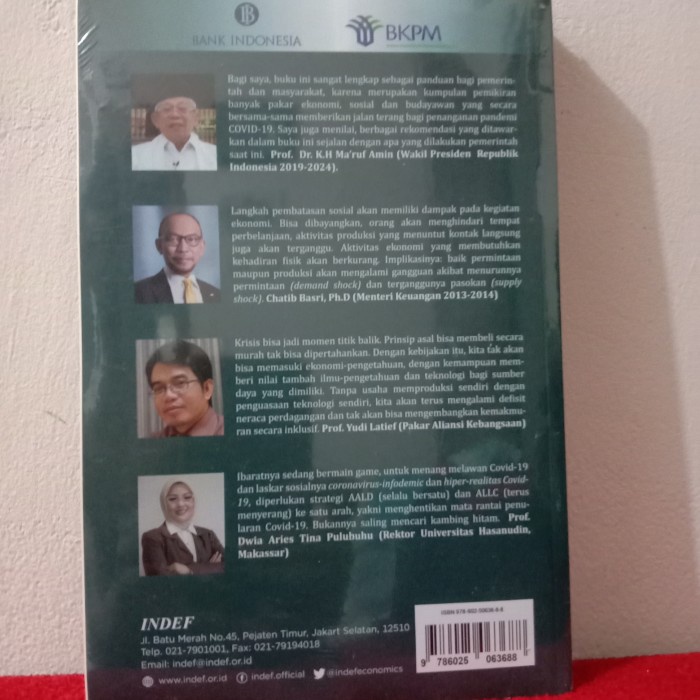 BANK INDONESIA
BKPM
Bagi saya, buku ini sangat lengkap sebagai panduan bagi pemerin-
tah dan masyarakat, karena merupakan kumpulan pemikiran
banyak pakar ekonomi, sosial dan budayawan yang secara
bersama-sama memberikan jalan terang bagi penanganan pandemi
COVID-19. Saya juga menilai, berbagai rekomendasi yang ditawar-
kan dalam buku ini sejalan dengan apa yang dilakukan pemerintah
saat ini. Prof. Dr. K.H Ma'ruf Amin (Wakil Presiden Republik
Indonesia 2019-2024).
Langkah pembatasan sosial akan memiliki dampak pada kegiatan
ekonomi. Bisa dibayangkan, orang akan menghindari tempat
perbelanjaan, aktivitas produksi yang menuntut kontak langsung
juga akan terganggu. Aktivitas ekonomi yang membutuhkan
kehadiran fisik akan berkurang. Implikasinya: baik permintaan
maupun produksi akan mengalami gangguan akibat menurunnya
permintaan (demand shock) dan terganggunya pasokan (supply
shock). Chatib Basri, Ph.D (Menteri Keuangan 2013-2014)
Krisis bisa jadi momen titik balik. Prinsip asal bisa membeli secara
murah tak bisa dipertahankan. Dengan kebijakan itu, kita tak akan
bisa memasuki ekonomi-pengetahuan, dengan kemampuan mem-
beri nilai tambah ilmu-pengetahuan dan teknologi bagi sumber
daya yang dimiliki. Tanpa usaha memproduksi sendiri dengan
penguasaan teknologi sendiri, kita akan terus mengalami defisit
neraca perdagangan dan tak akan bisa mengembangkan kemakmu-
ran secara inklusif. Prof. Yudi Latief (Pakar Aliansi Kebangsaan)
Ibaratnya sedang bermain game, untuk menang melawan Covid-19
dan laskar sosialnya coronavirus-infodemic dan hiper-realitas Covid-
19, diperlukan strategi AALD (selalu bersatu) dan ALLC (terus
menyerang) ke satu arah, yakni menghentikan mata rantai penu-
laran Covid-19. Bukannya saling mencari kambing hitam. Prof.
Dwia Aries Tina Pulubuhu (Rektor Universitas Hasanudin,
Makassar)
INDEF
Jl. Batu Merah No.45, Pejaten Timur, Jakart Selatan, 12510
Telp. 021-7901001, Fax: 021-79194018
Email: indef@indef.or.id
www.indef.or.id indef.official @indefeconomics
9 786025 063688